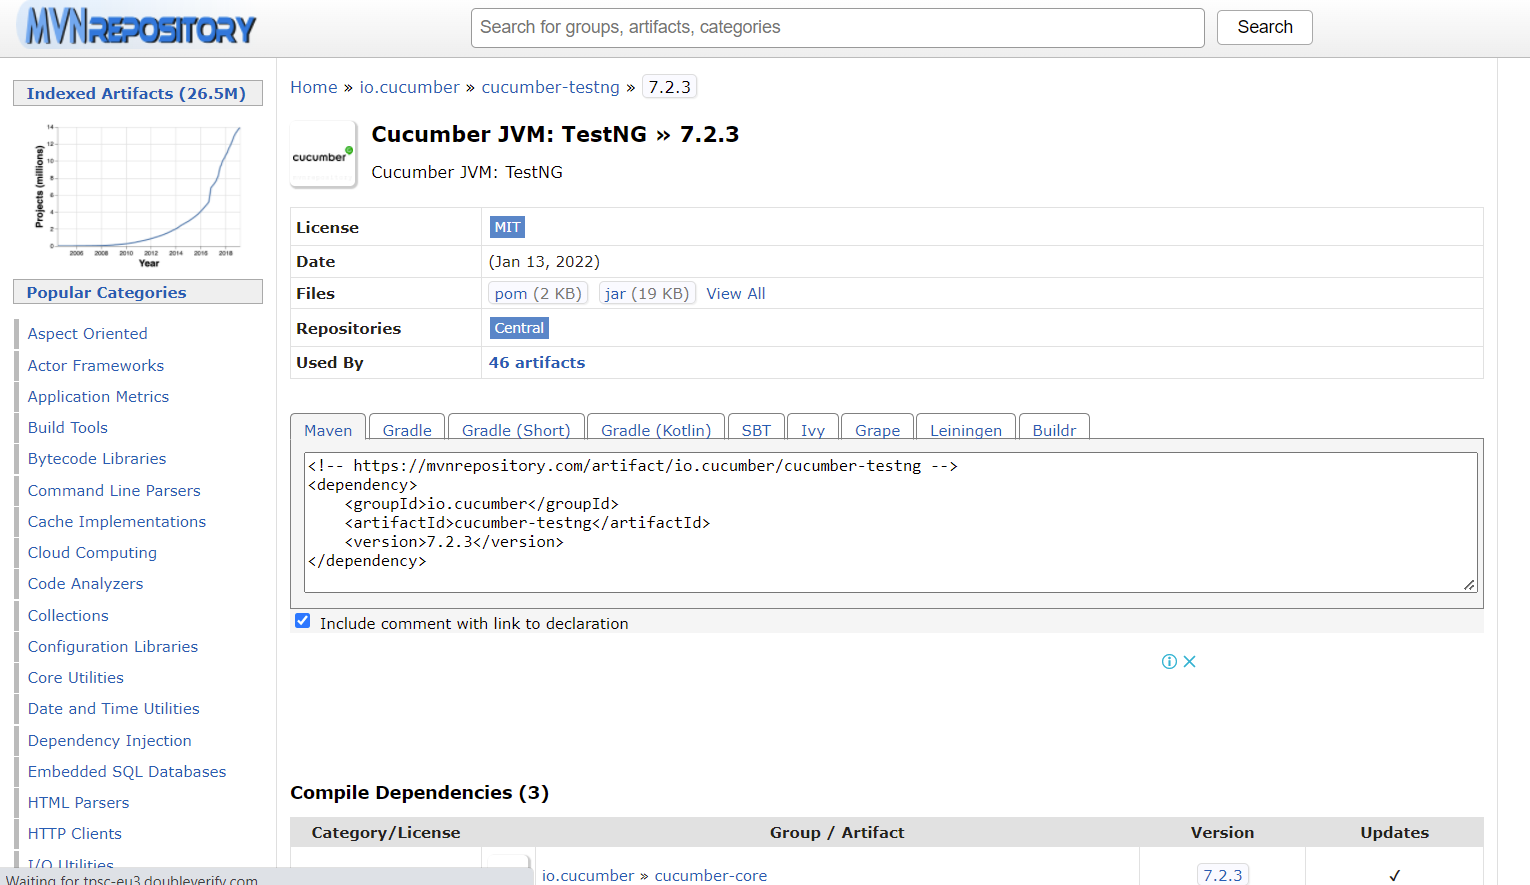 MVNREPOSITORY
Search for groups, artifacts, categories
Search
Indexed Artifacts (26.5M)
Projects (millions)
14
12
10
8
6
4
2
0
2006 2008 2010 2012 2014 2016 2018
Year
Popular Categories
Aspect Oriented
Actor Frameworks
Application Metrics
Build Tools
Bytecode Libraries
Command Line Parsers
Cache Implementations
Cloud Computing
Code Analyzers
Collections
Configuration Libraries
Core Utilities
Date and Time Utilities
Dependency Injection
Embedded SQL Databases
HTML Parsers
HTTP Clients
I/O Utilities
Waiting for tpsc-eu3.doubleverify.com
Home » io.cucumber » cucumber-testng » 7.2.3
cucumber
Cucumber JVM: TestNG » 7.2.3
Cucumber JVM: TestNG
License MIT
Date (Jan 13, 2022)
Files pom (2 KB) jar (19 KB) View All
Repositories Central
Used By 46 artifacts
Maven Gradle Gradle (Short) Gradle (Kotlin) SBT Ivy Grape Leiningen Buildr
<!-- https://mvnrepository.com/artifact/io.cucumber/cucumber-testng -->
<dependency>
    <groupId>io.cucumber</groupId>
    <artifactId>cucumber-testng</artifactId>
    <version>7.2.3</version>
</dependency>
Include comment with link to declaration
Compile Dependencies (3)
Category/License Group / Artifact Version Updates
io.cucumber » cucumber-core 7.2.3 ✓